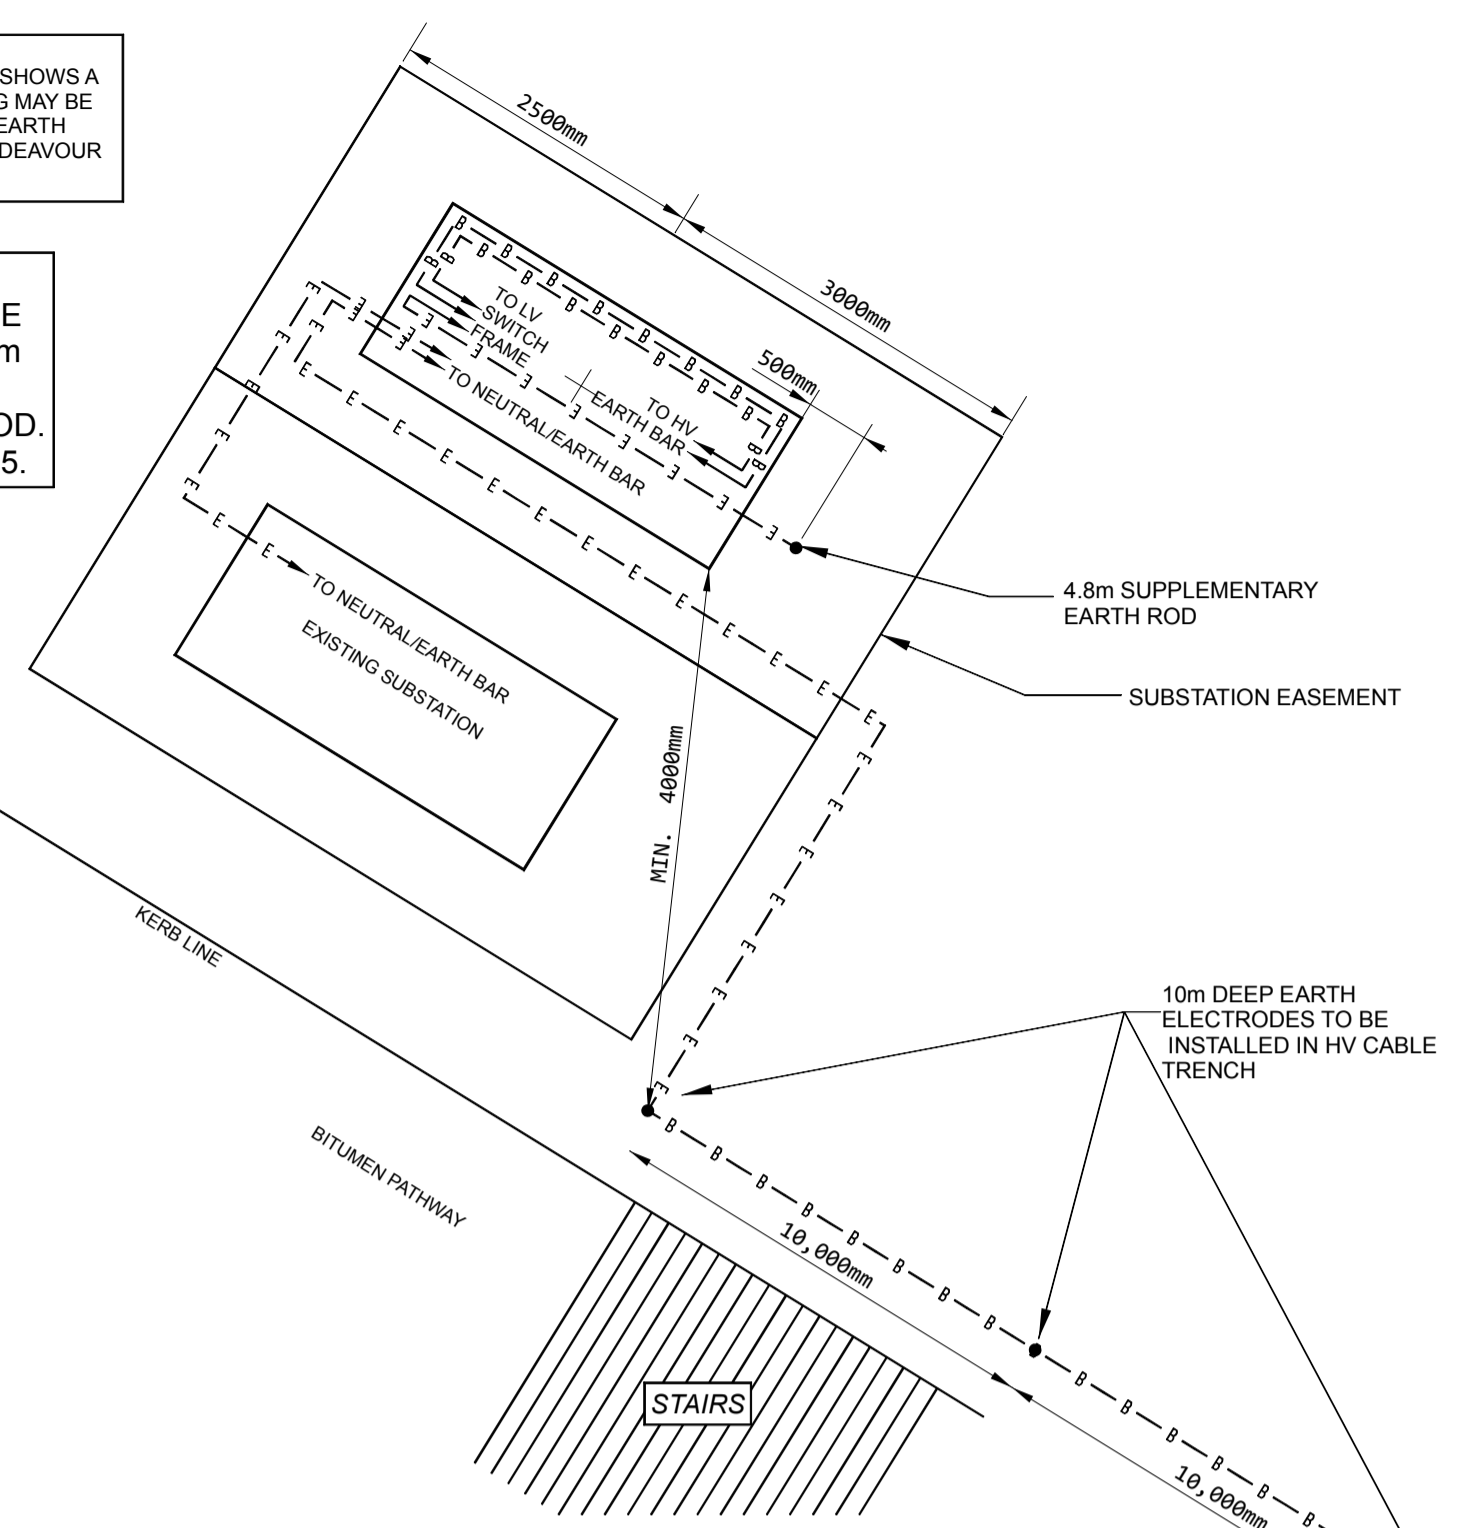 SHOWS A
G MAY BE
EARTH
DEAVOUR
E
m
OD.
5.
2500mm
3000mm
500mm
TO LV
SWITCH
FRAME
TO HV
EARTH BAR
TO NEUTRAL/EARTH BAR
TO NEUTRAL/EARTH BAR
EXISTING SUBSTATION
4.8m SUPPLEMENTARY
EARTH ROD
SUBSTATION EASEMENT
MIN. 4000mm
KERB LINE
BITUMEN PATHWAY
10m DEEP EARTH
ELECTRODES TO BE
INSTALLED IN HV CABLE
TRENCH
10,000mm
STAIRS
10,000mm